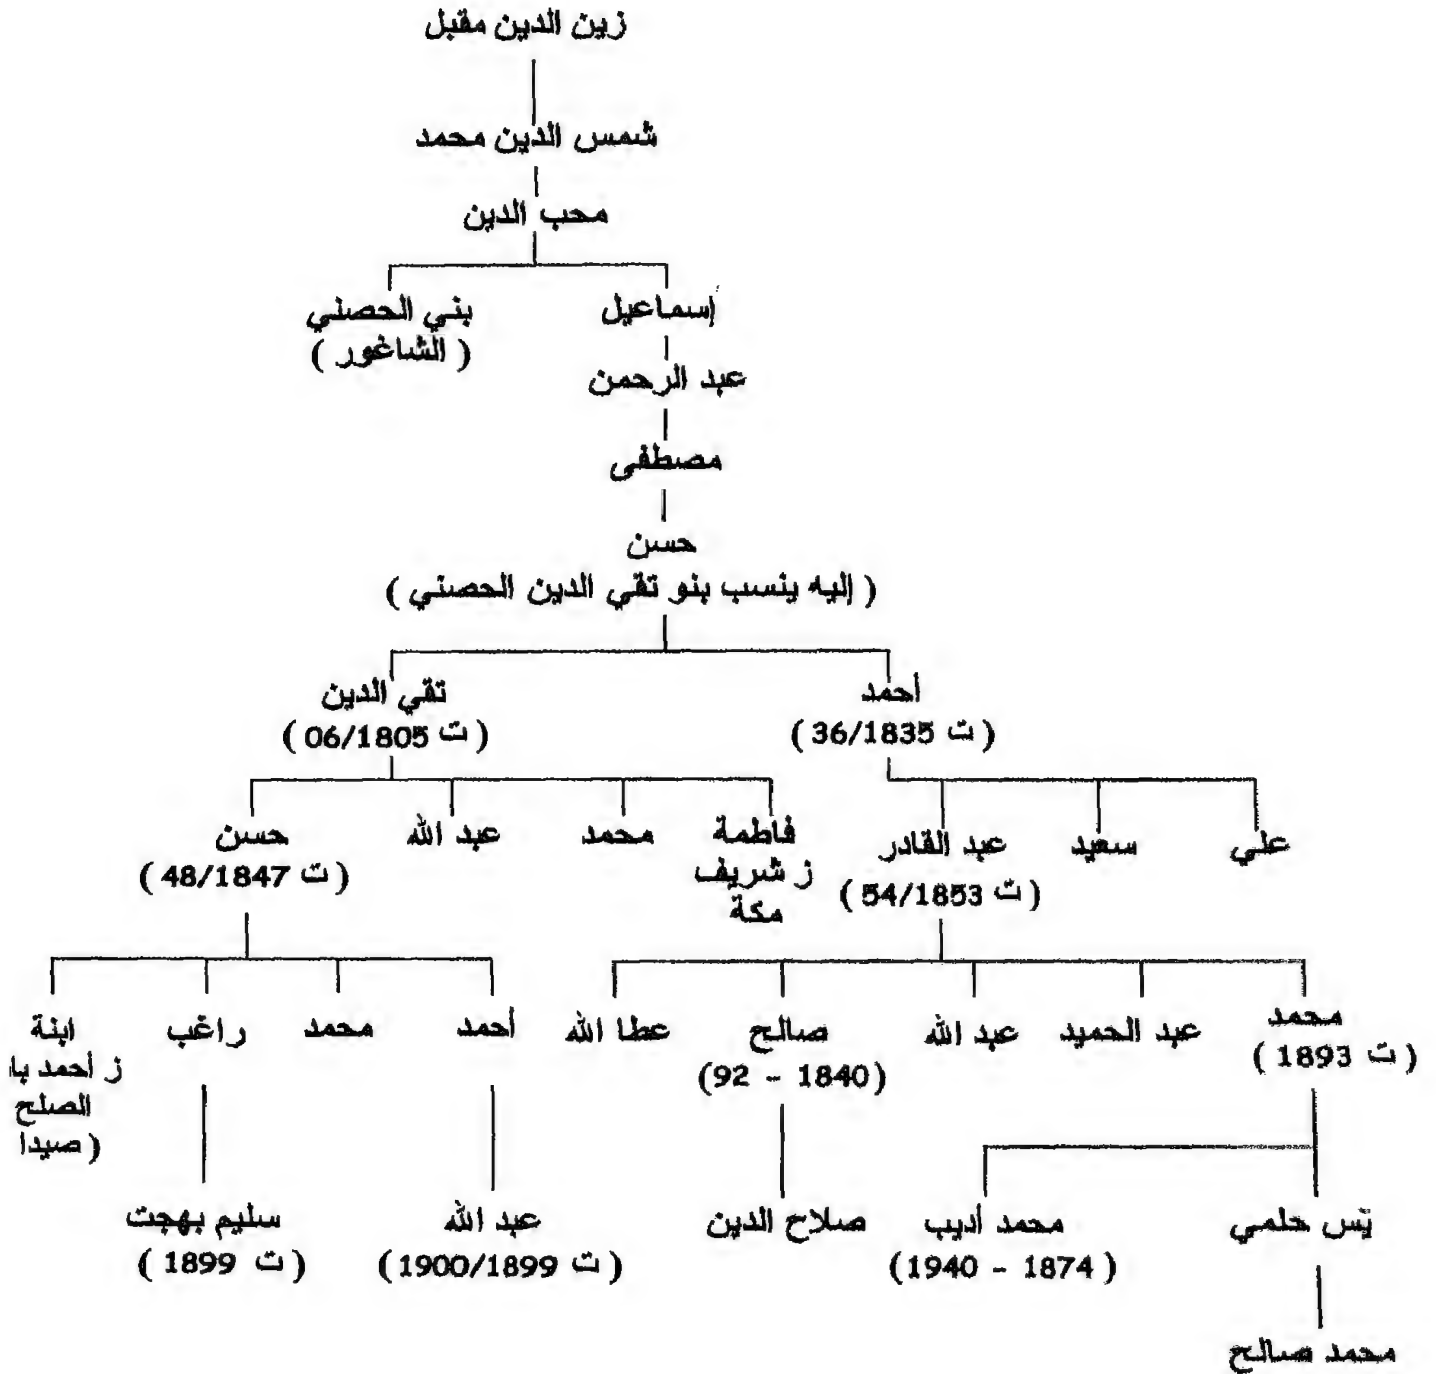 زين الدين مقبل
شمس الدين محمد
محب الدين
إسماعيل
بني الحصني
( الشاغور )
عبد الرحمن
مصطفى
حسن
( إليه ينسب بنو تقي الدين الحصني )
أحمد
( ت 36/1835 )
تقي الدين
( ت 06/1805 )
علي
سعيد
عبد القادر
( ت 54/1853 )
فاطمة
ز شريف
مكة
محمد
عبد الله
حسن
( ت 48/1847 )
محمد
( ت 1893 )
عبد الحميد
عبد الله
صالح
(92 - 1840)
عطا الله
أحمد
محمد
راغب
ابنة
ز أحمد با
الصلح
( صيدا
يس حلمي
محمد أديب
(1940 - 1874 )
صلاح الدين
عبد الله
( ت 1900/1899)
سليم بهجت
( ت 1899 )
محمد صالح